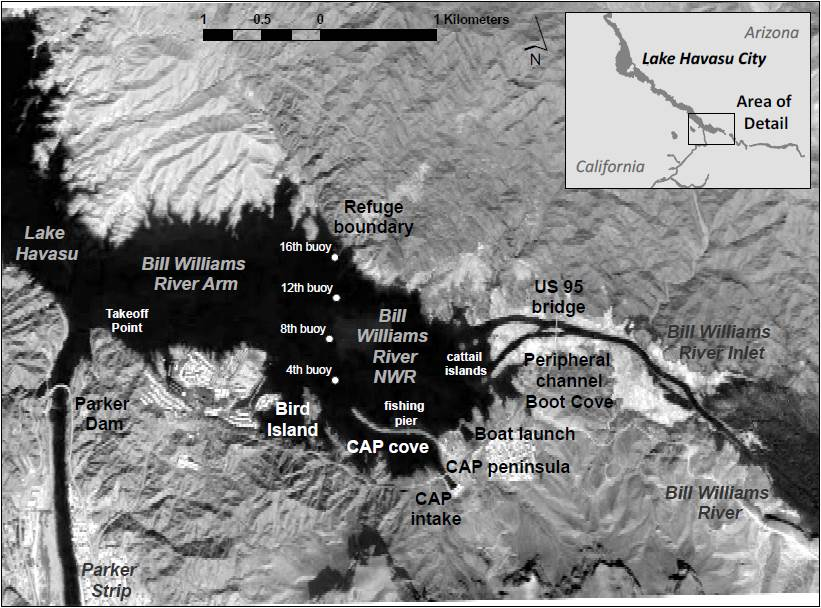 1 0.5 0 1 Kilometers
N
Arizona
Lake Havasu City
Area of
Detail
California
Refuge
boundary
Lake
Havasu
16th buoy
Bill Williams
River Arm
12th buoy
US 95
bridge
Takeoff
Point
Bill
Williams
River
NWR
8th buoy
Bill Williams
River Inlet
cattail
islands
Peripheral
channel
Boot Cove
4th buoy
Parker
Dam
Bird
Island
fishing
pier
Boat launch
CAP cove
CAP peninsula
CAP
intake
Bill Williams
River
Parker
Strip